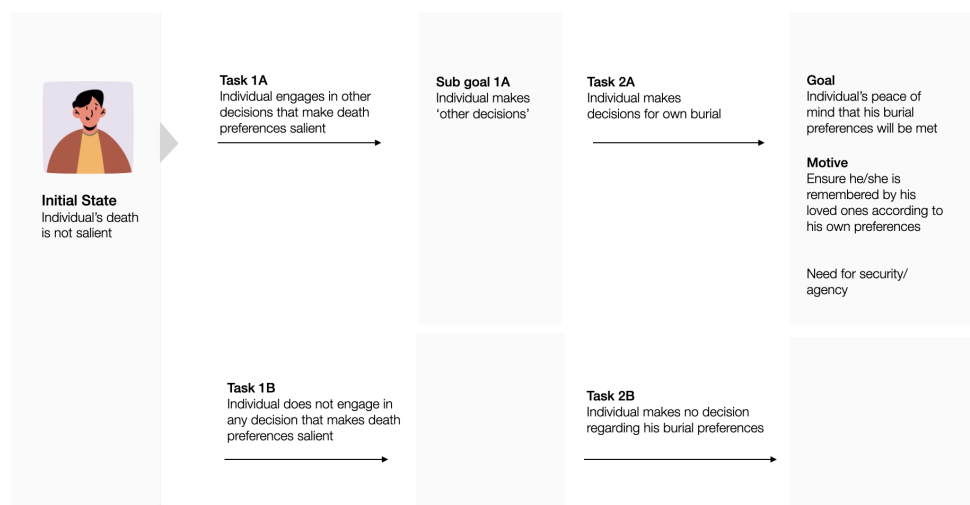 Initial State
Individual's death
is not salient
Task 1A
Individual engages in other
decisions that make death
preferences salient
Sub goal 1A
Individual makes
'other decisions'
Task 2A
Individual makes
decisions for own burial
Goal
Individual's peace of
mind that his burial
preferences will be met
Motive
Ensure he/she is
remembered by his
loved ones according to
his own preferences
Need for security/
agency
Task 1B
Individual does not engage in
any decision that makes death
preferences salient
Task 2B
Individual makes no decision
regarding his burial preferences